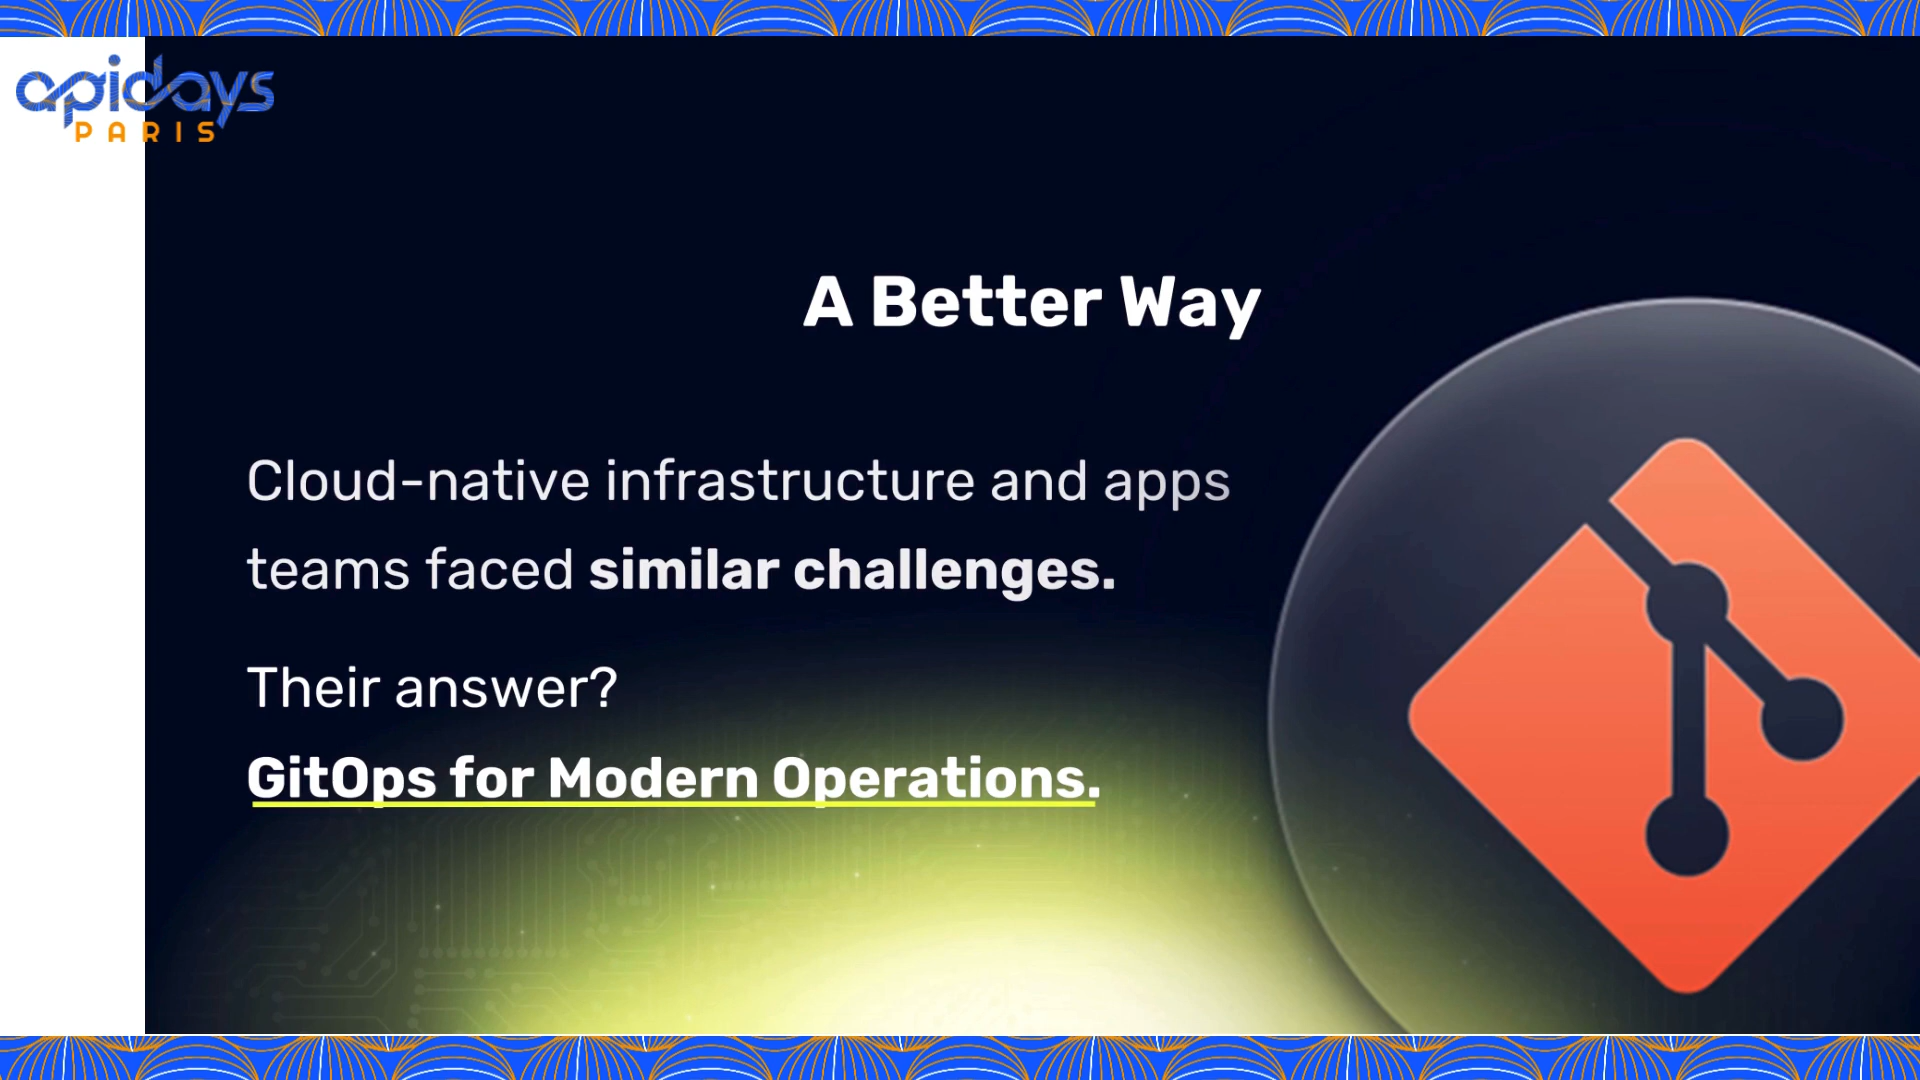 apidays
PARIS
A Better Way
Cloud-native infrastructure and apps
teams faced similar challenges.
Their answer?
GitOps for Modern Operations.